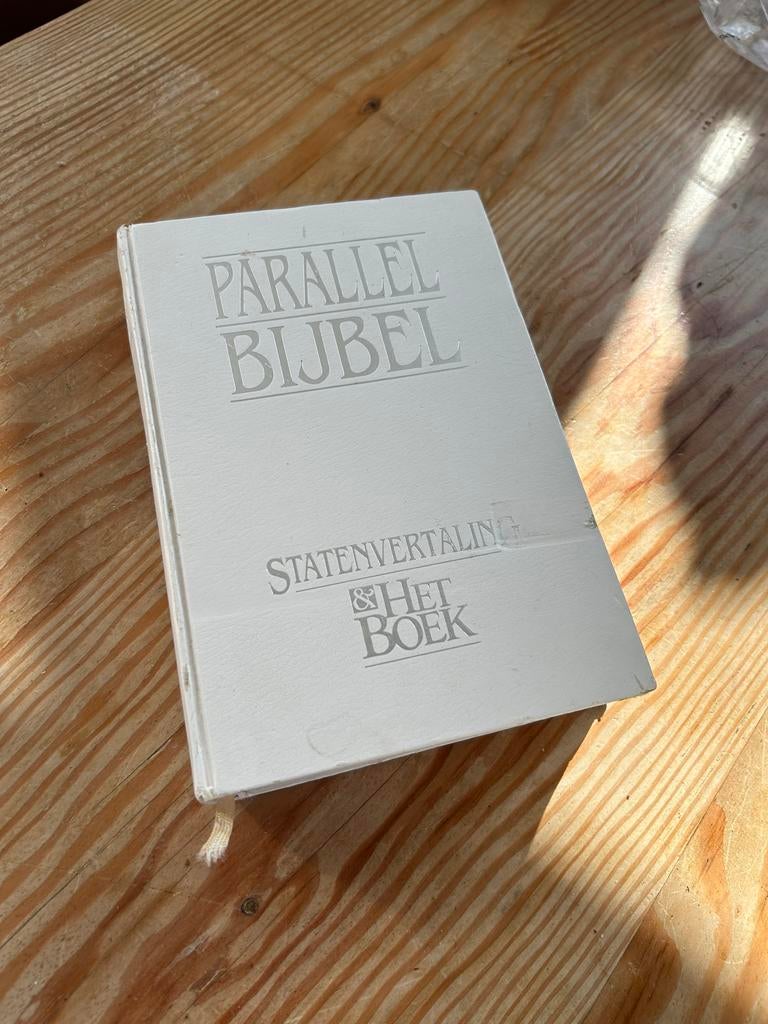 PARALLEL
BIJBEL
STATENVERTALING
& HET
BOEK